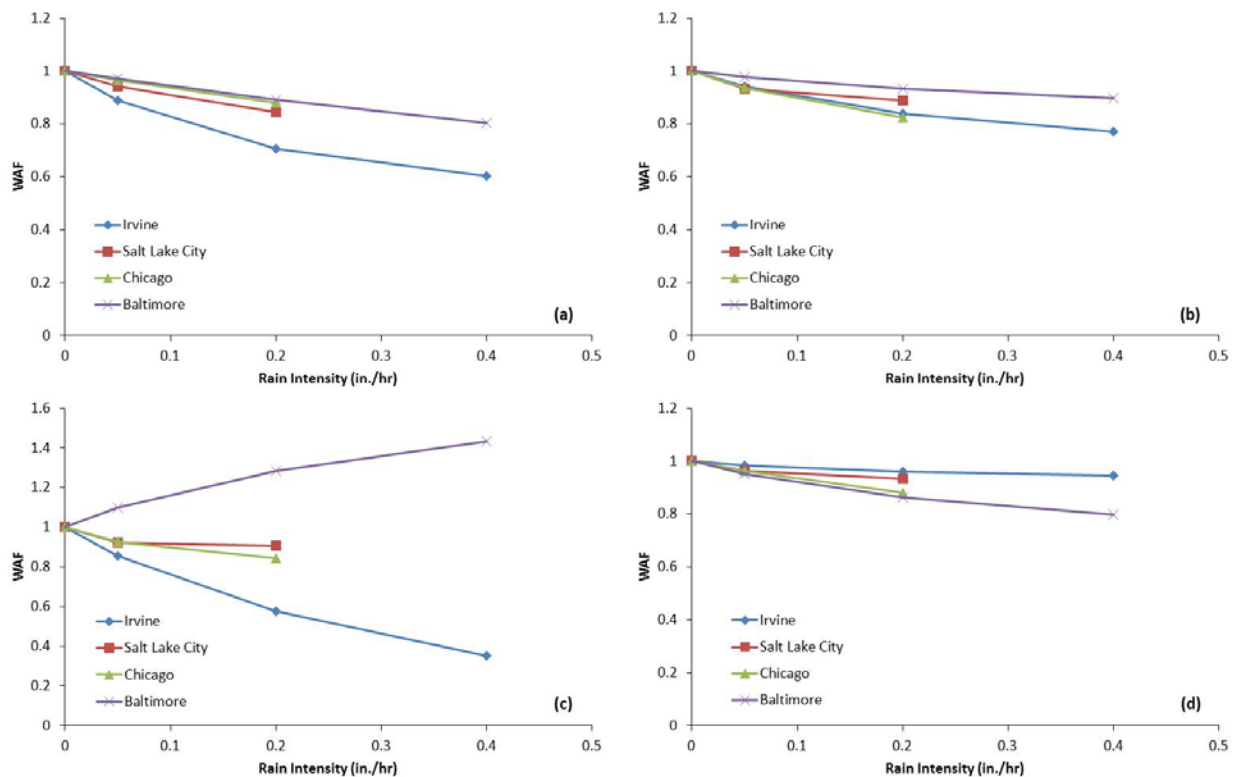 1.2
1
0.8
0.6
0.4
0.2
0
WAF
Irvine
Salt Lake City
Chicago
Baltimore
(a)
0 0.1 0.2 0.3 0.4 0.5
Rain Intensity (in./hr)
1.2
1
0.8
0.6
0.4
0.2
0
WAF
Irvine
Salt Lake City
Chicago
Baltimore
(b)
0 0.1 0.2 0.3 0.4 0.5
Rain Intensity (in./hr)
1.6
1.4
1.2
1
0.8
0.6
0.4
0.2
0
WAF
Irvine
Salt Lake City
Chicago
Baltimore
(c)
0 0.1 0.2 0.3 0.4 0.5
Rain Intensity (in./hr)
1.2
1
0.8
0.6
0.4
0.2
0
WAF
Irvine
Salt Lake City
Chicago
Baltimore
(d)
0 0.1 0.2 0.3 0.4 0.5
Rain Intensity (in./hr)